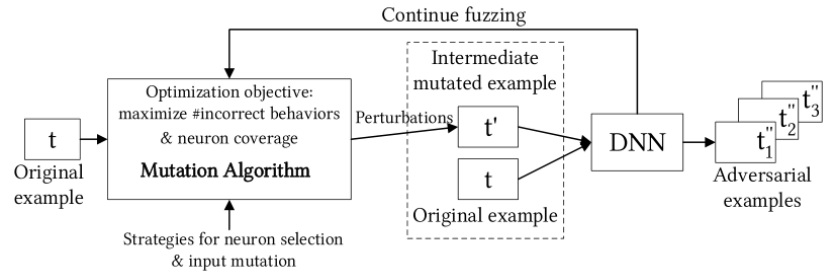 Continue fuzzing
Optimization objective:
maximize #incorrect behaviors
& neuron coverage
Mutation Algorithm
t
Original
example
Strategies for neuron selection
& input mutation
Perturbations
Intermediate
mutated example
t'
t
Original example
DNN
t''3
t''2
t''1
Adversarial
examples